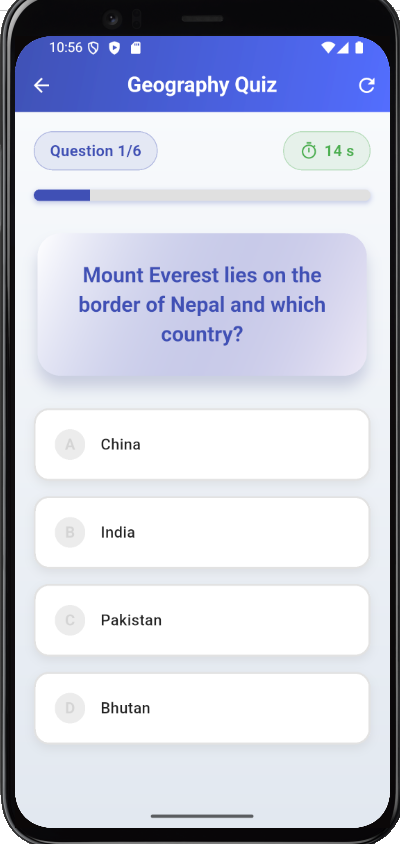 10:56
Geography Quiz
Question 1/6
14 s
Mount Everest lies on the
border of Nepal and which
country?
A China
B India
C Pakistan
D Bhutan